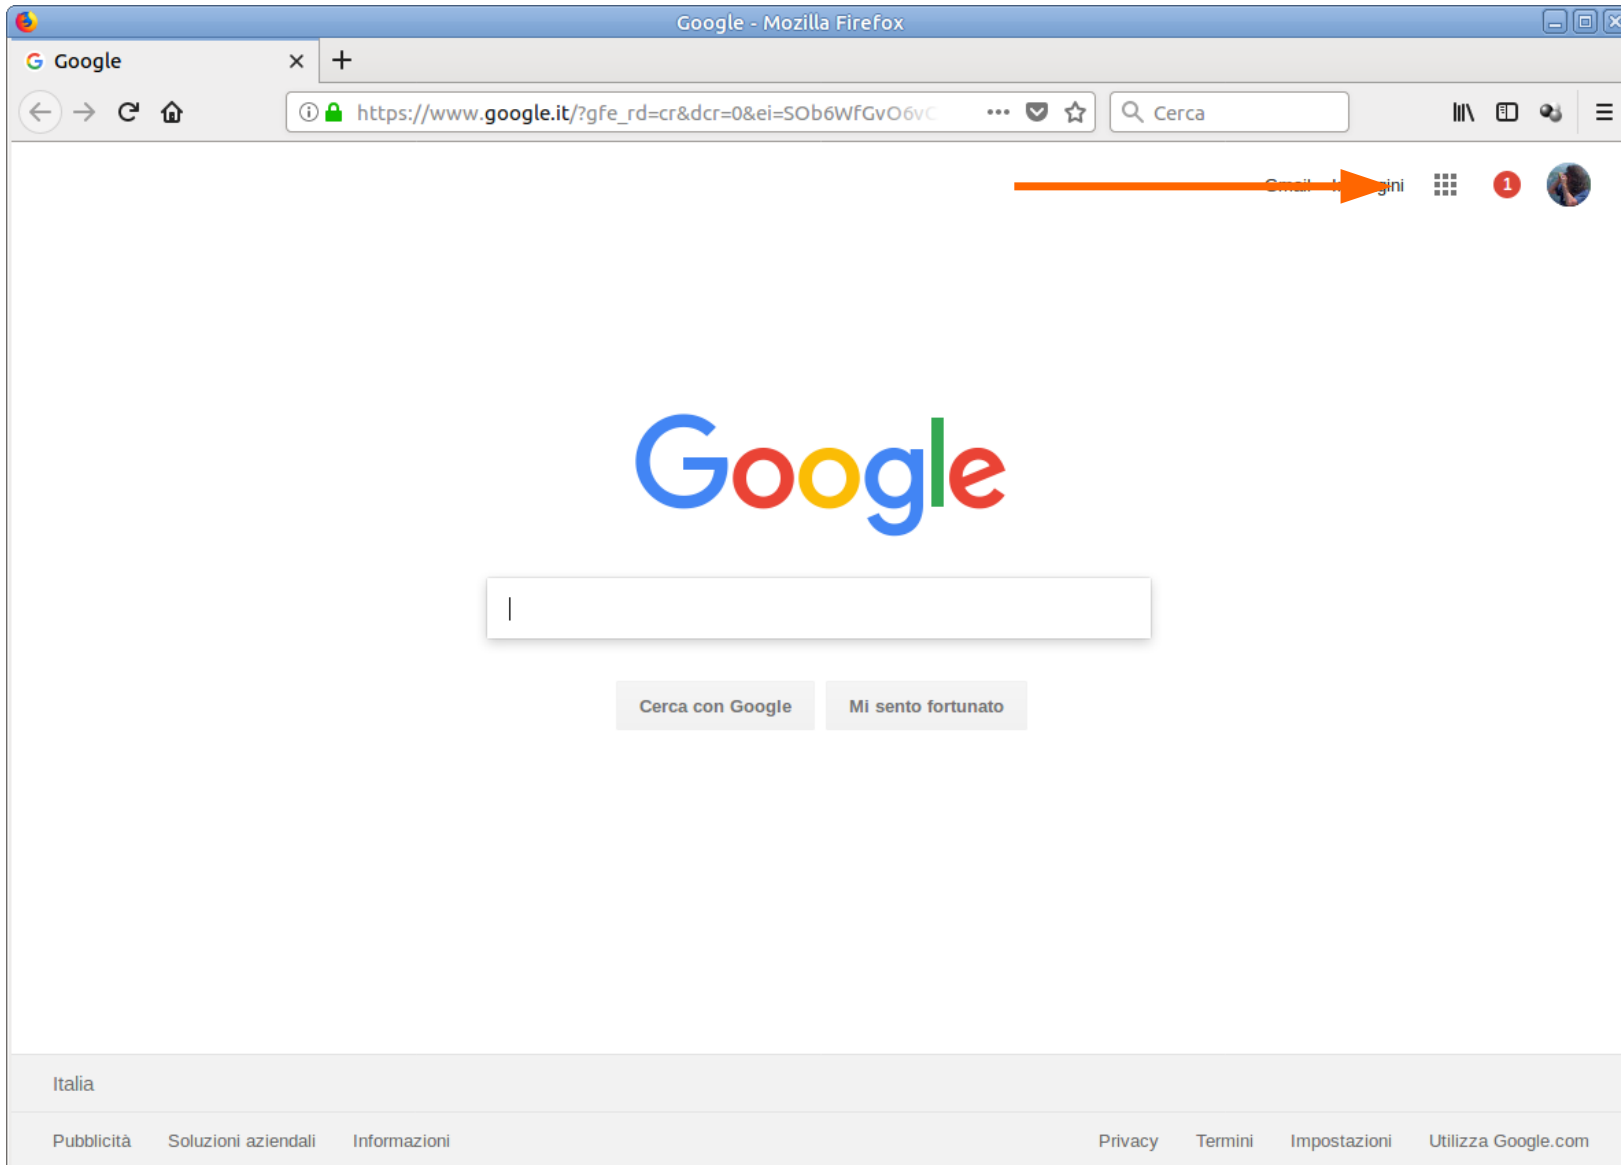 Google - Mozilla Firefox
Google
https://www.google.it/?gfe_rd=cr&dcr=0&ei=SOb6WfGvO6v Cerca
1
Google
Cerca con Google Mi sento fortunato
Italia
Pubblicità Soluzioni aziendali Informazioni Privacy Termini Impostazioni Utilizza Google.com